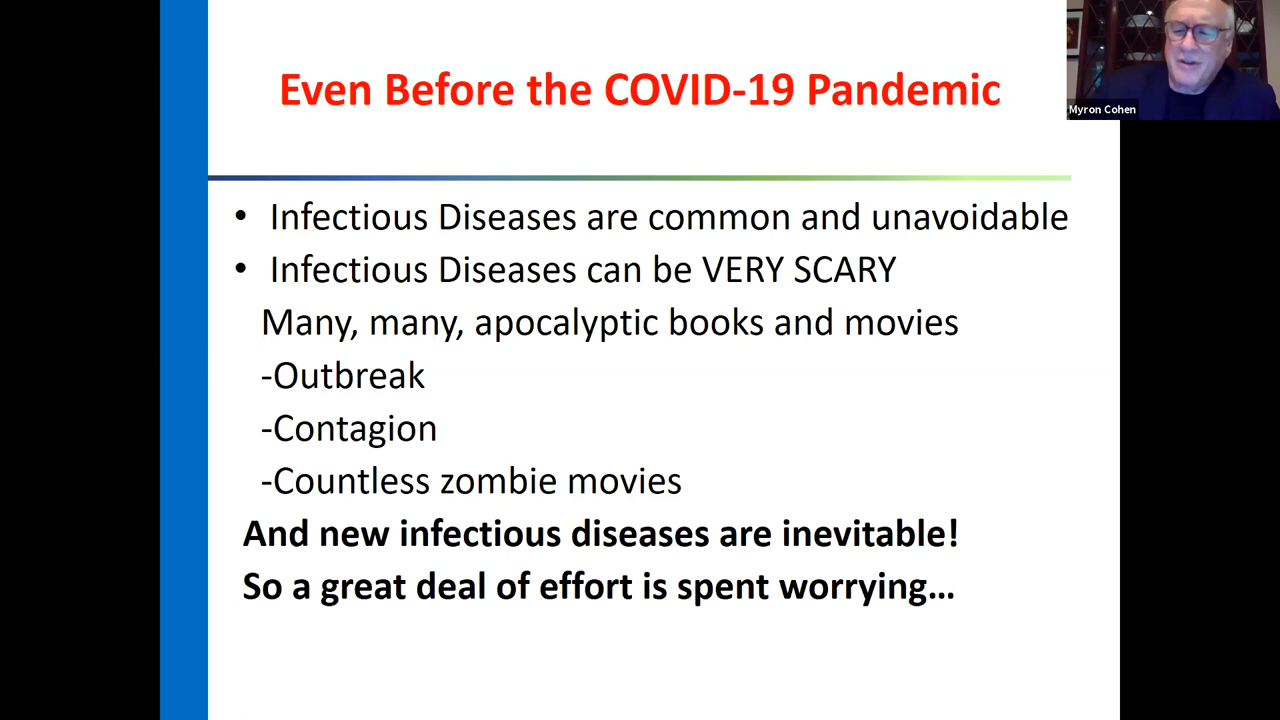 Even Before the COVID-19 Pandemic
Myron Cohen
• Infectious Diseases are common and unavoidable
• Infectious Diseases can be VERY SCARY
Many, many, apocalyptic books and movies
-Outbreak
-Contagion
-Countless zombie movies
And new infectious diseases are inevitable!
So a great deal of effort is spent worrying…